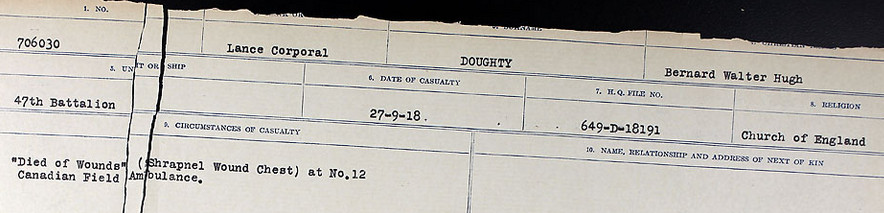 1. NO.
706030
Lance Corporal
DOUGHTY
Bernard Walter Hugh
5. UNIT OR SHIP
6. DATE OF CASUALTY
7. H.Q. FILE NO.
8. RELIGION
47th Battalion
27-9-18.
649-D-18191
Church of England
9. CIRCUMSTANCES OF CASUALTY
10. NAME, RELATIONSHIP AND ADDRESS OF NEXT OF KIN
"Died of Wounds" (Shrapnel Wound Chest) at No.12
Canadian Field Ambulance.